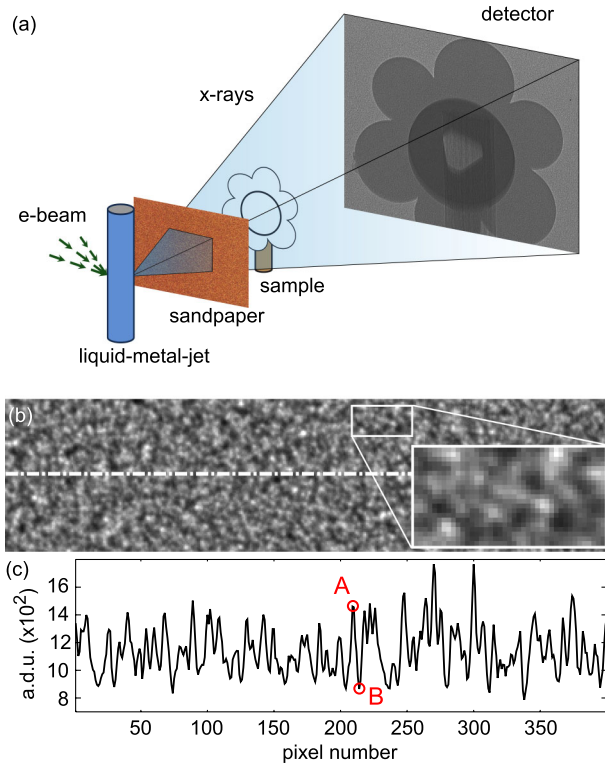 (a)
detector
x-rays
e-beam
sample
sandpaper
liquid-metal-jet
(b)
(c)
A
B
a.d.u. (x10²)
16
14
12
10
8
50 100 150 200 250 300 350
pixel number